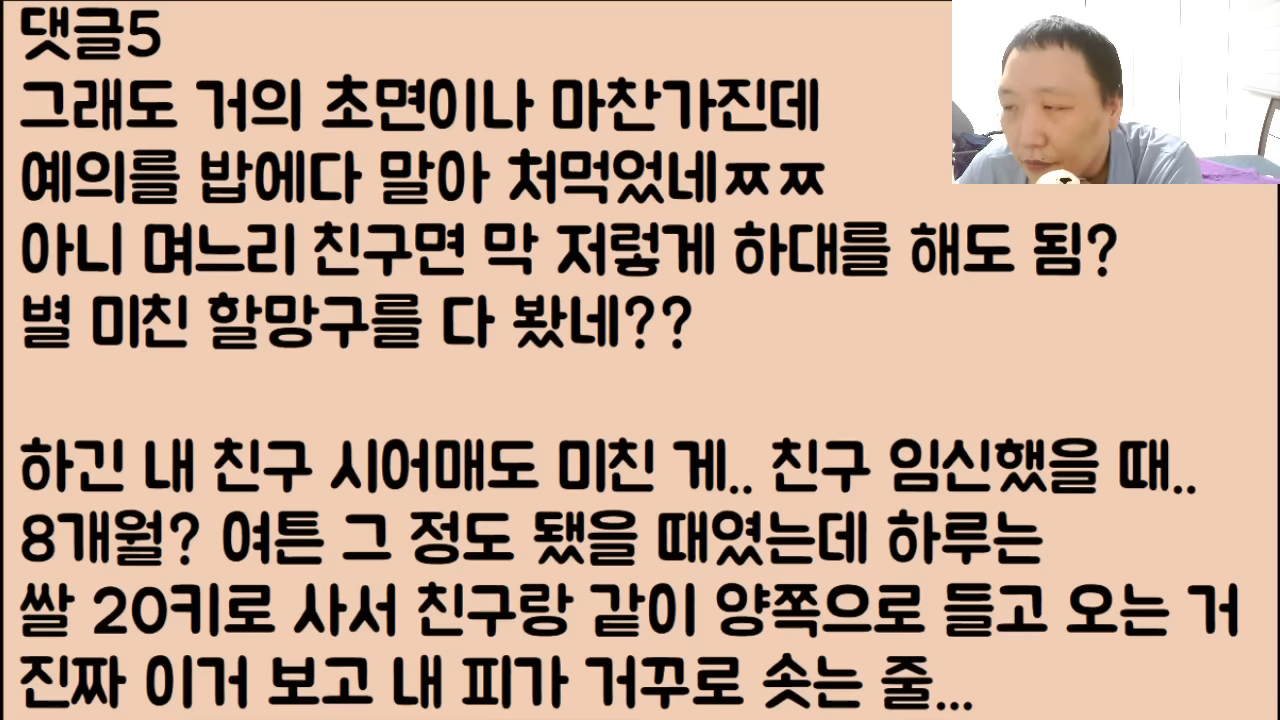 댓글5
그래도 거의 초면이나 마찬가진데
예의를 밥에다 말아 처먹었네ㅉㅉ
아니 며느리 친구면 막 저렇게 하대를 해도 됨?
별 미친 할망구를 다 봤네??
하긴 내 친구 시어매도 미친 게.. 친구 임신했을 때..
8개월? 여튼 그 정도 됐을 때였는데 하루는
쌀 20키로 사서 친구랑 같이 양쪽으로 들고 오는 거
진짜 이거 보고 내 피가 거꾸로 솟는 줄...